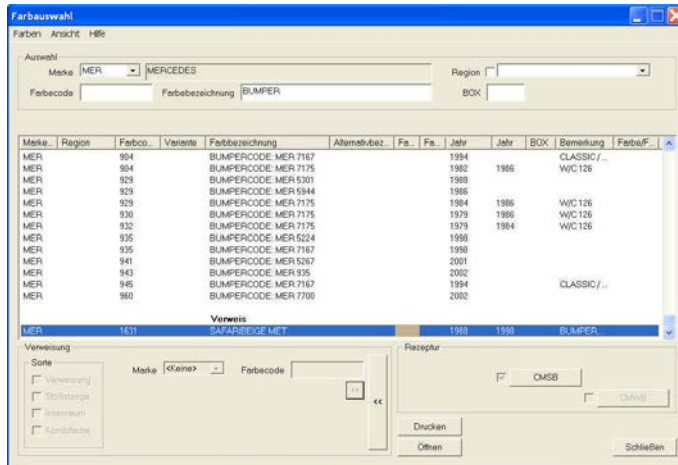 Farbauswahl
Farben Ansicht Hilfe
Auswahl
Marke MER MERCEDES Region
Farbecode Farbebezeichnung BUMPER BOX
Marke... Region Farbco... Variante Farbbezeichnung Alternativbez... Fa... Fa... Jahr Jahr BOX Bemerkung Farbe/F...
MER 904 BUMPERCODE: MER 7167 1994 CLASSIC / ...
MER 904 BUMPERCODE: MER 7175 1982 1986 W/C 126
MER 929 BUMPERCODE: MER 5301 1988
MER 929 BUMPERCODE: MER 5944 1986
MER 929 BUMPERCODE: MER 7175 1984 1986 W/C 126
MER 930 BUMPERCODE: MER 7175 1979 1986 W/C 126
MER 932 BUMPERCODE: MER 7175 1979 1984 W/C 126
MER 935 BUMPERCODE: MER 5224 1998
MER 935 BUMPERCODE: MER 7167 1998
MER 941 BUMPERCODE: MER 5267 2001
MER 943 BUMPERCODE: MER 935 2002
MER 945 BUMPERCODE: MER 7167 1994 CLASSIC / ...
MER 960 BUMPERCODE: MER 7700 2002
Verweis
MER 1631 SAFARIBEIGE MET. 1988 1998 BUMPER...
Verweisung
Sorte
Verweisung
Stoßstange
Innenraum
Kombifarbe
Marke <Keine> Farbecode
>>
<<
Rezeptur
CMSB
CMWB
Drucken
Öffnen
Schließen